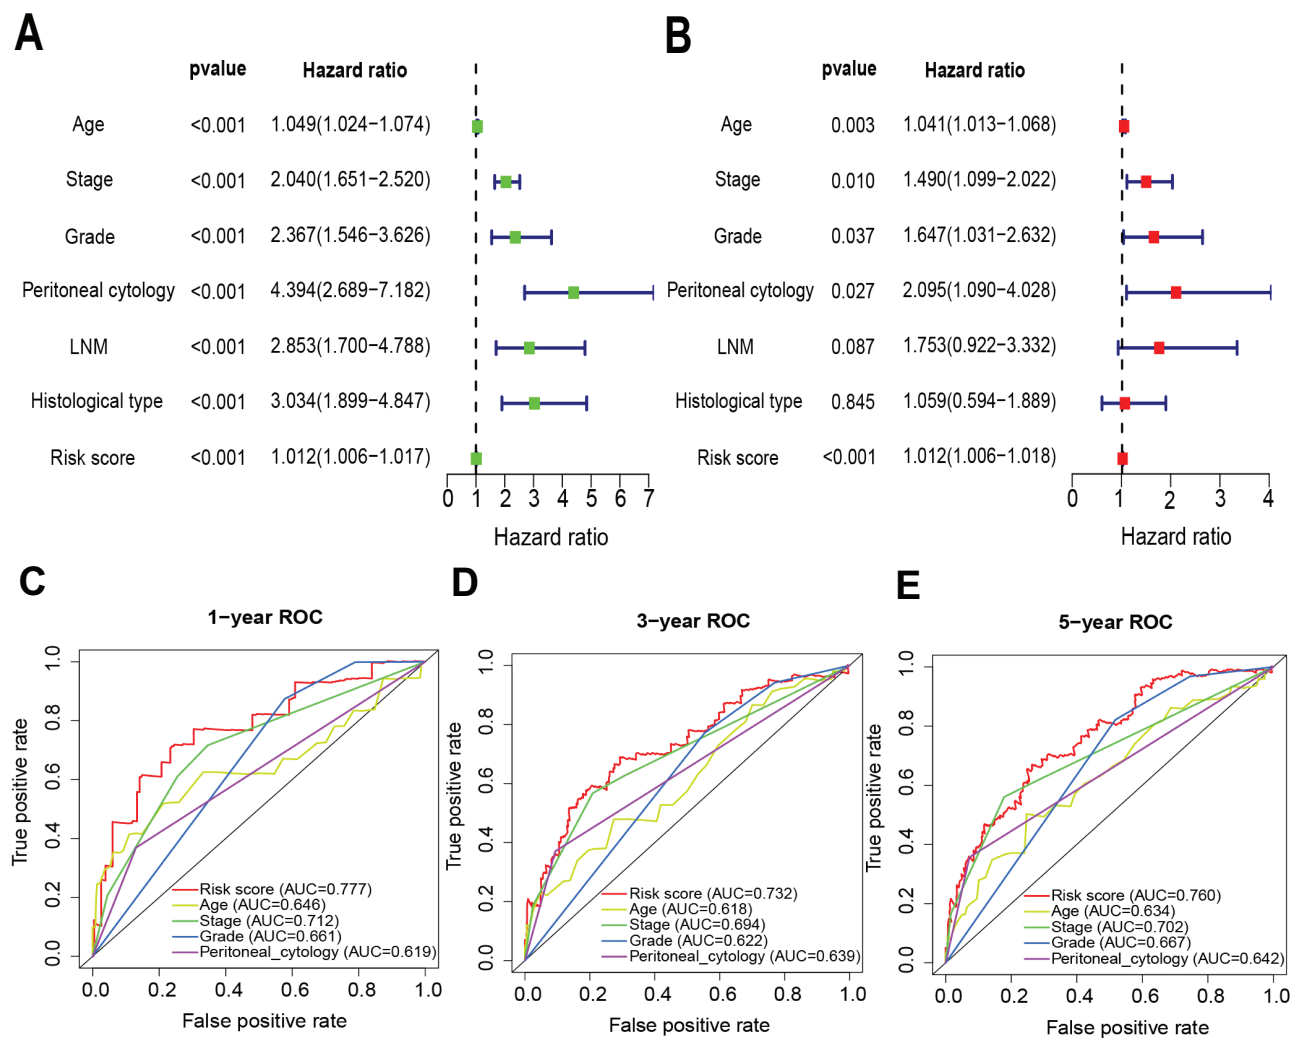 A
pvalue Hazard ratio
Age <0.001 1.049(1.024−1.074)
Stage <0.001 2.040(1.651−2.520)
Grade <0.001 2.367(1.546−3.626)
Peritoneal cytology <0.001 4.394(2.689−7.182)
LNM <0.001 2.853(1.700−4.788)
Histological type <0.001 3.034(1.899−4.847)
Risk score <0.001 1.012(1.006−1.017)
0 1 2 3 4 5 6 7
Hazard ratio
B
pvalue Hazard ratio
Age 0.003 1.041(1.013−1.068)
Stage 0.010 1.490(1.099−2.022)
Grade 0.037 1.647(1.031−2.632)
Peritoneal cytology 0.027 2.095(1.090−4.028)
LNM 0.087 1.753(0.922−3.332)
Histological type 0.845 1.059(0.594−1.889)
Risk score <0.001 1.012(1.006−1.018)
0 1 2 3 4
Hazard ratio
C
1−year ROC
True positive rate
0.0 0.2 0.4 0.6 0.8 1.0
Risk score (AUC=0.777)
Age (AUC=0.646)
Stage (AUC=0.712)
Grade (AUC=0.661)
Peritoneal_cytology (AUC=0.619)
0.0 0.2 0.4 0.6 0.8 1.0
False positive rate
D
3−year ROC
True positive rate
0.0 0.2 0.4 0.6 0.8 1.0
Risk score (AUC=0.732)
Age (AUC=0.618)
Stage (AUC=0.694)
Grade (AUC=0.622)
Peritoneal_cytology (AUC=0.639)
0.0 0.2 0.4 0.6 0.8 1.0
False positive rate
E
5−year ROC
True positive rate
0.0 0.2 0.4 0.6 0.8 1.0
Risk score (AUC=0.760)
Age (AUC=0.634)
Stage (AUC=0.702)
Grade (AUC=0.667)
Peritoneal_cytology (AUC=0.642)
0.0 0.2 0.4 0.6 0.8 1.0
False positive rate